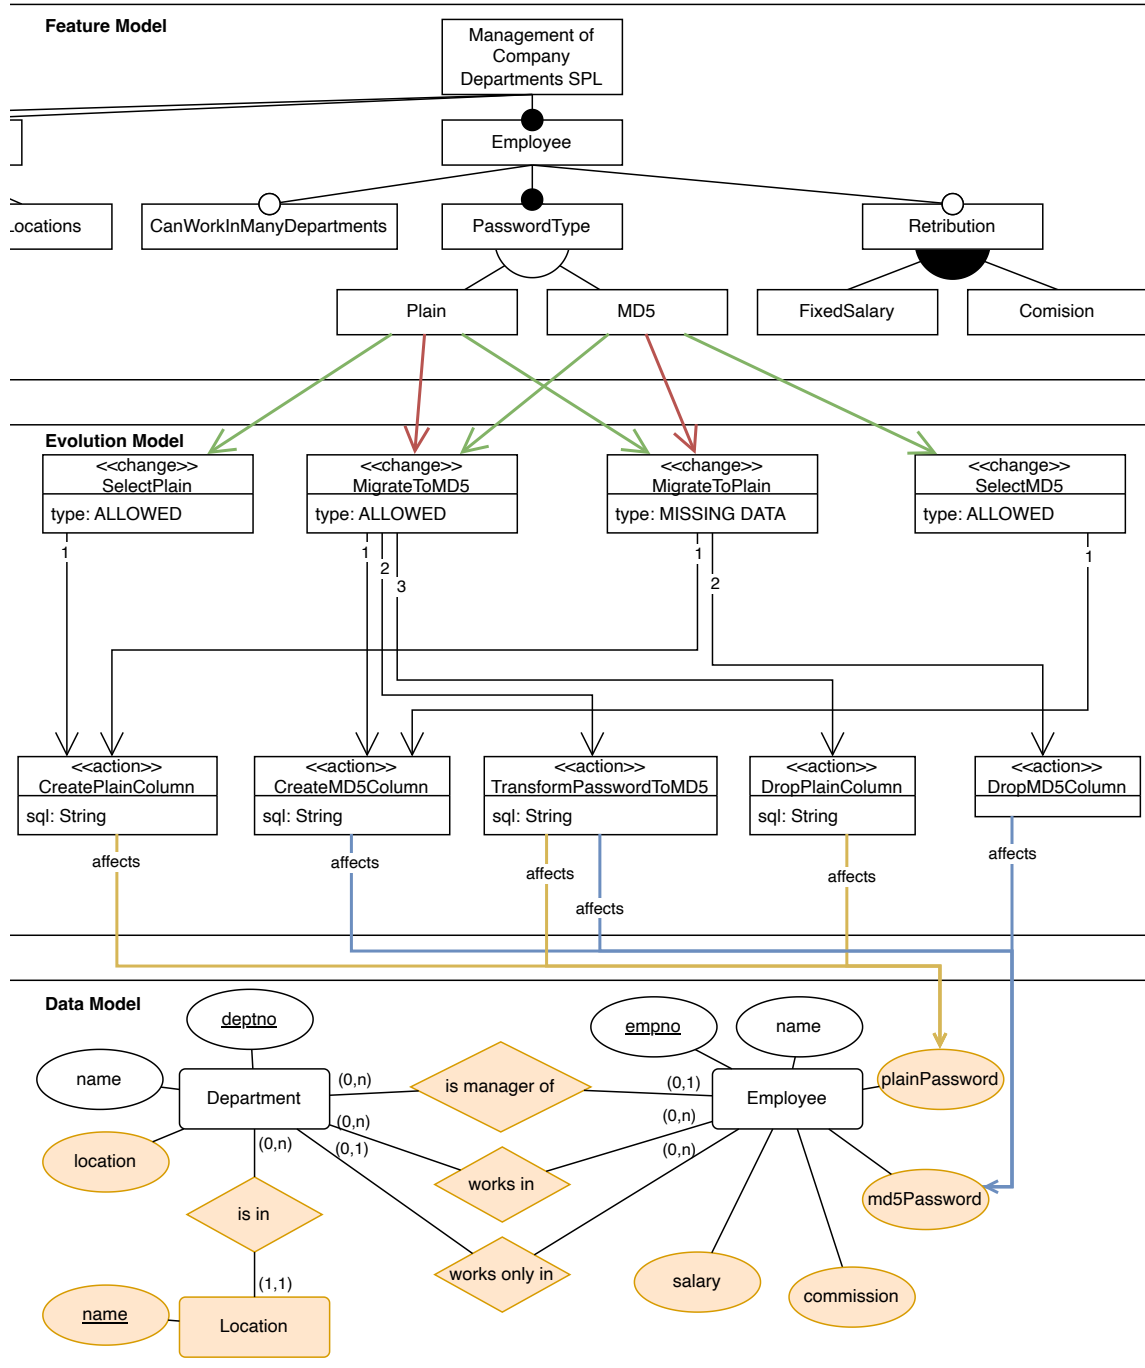 Feature Model
Management of
Company
Departments SPL
Employee
Locations
CanWorkInManyDepartments
PasswordType
Retribution
Plain
MD5
FixedSalary
Comision
Evolution Model
<<change>>
SelectPlain
type: ALLOWED
<<change>>
MigrateToMD5
type: ALLOWED
<<change>>
MigrateToPlain
type: MISSING DATA
<<change>>
SelectMD5
type: ALLOWED
1
1
2
3
1
2
1
<<action>>
CreatePlainColumn
sql: String
<<action>>
CreateMD5Column
sql: String
<<action>>
TransformPasswordToMD5
sql: String
<<action>>
DropPlainColumn
sql: String
<<action>>
DropMD5Column
affects
affects
affects
affects
affects
affects
Data Model
deptno
empno
name
name
(0,n)
is manager of
(0,1)
plainPassword
Department
Employee
(0,n)
(0,n)
(0,n)
(0,1)
(0,n)
location
works in
md5Password
is in
works only in
salary
commission
(1,1)
name
Location